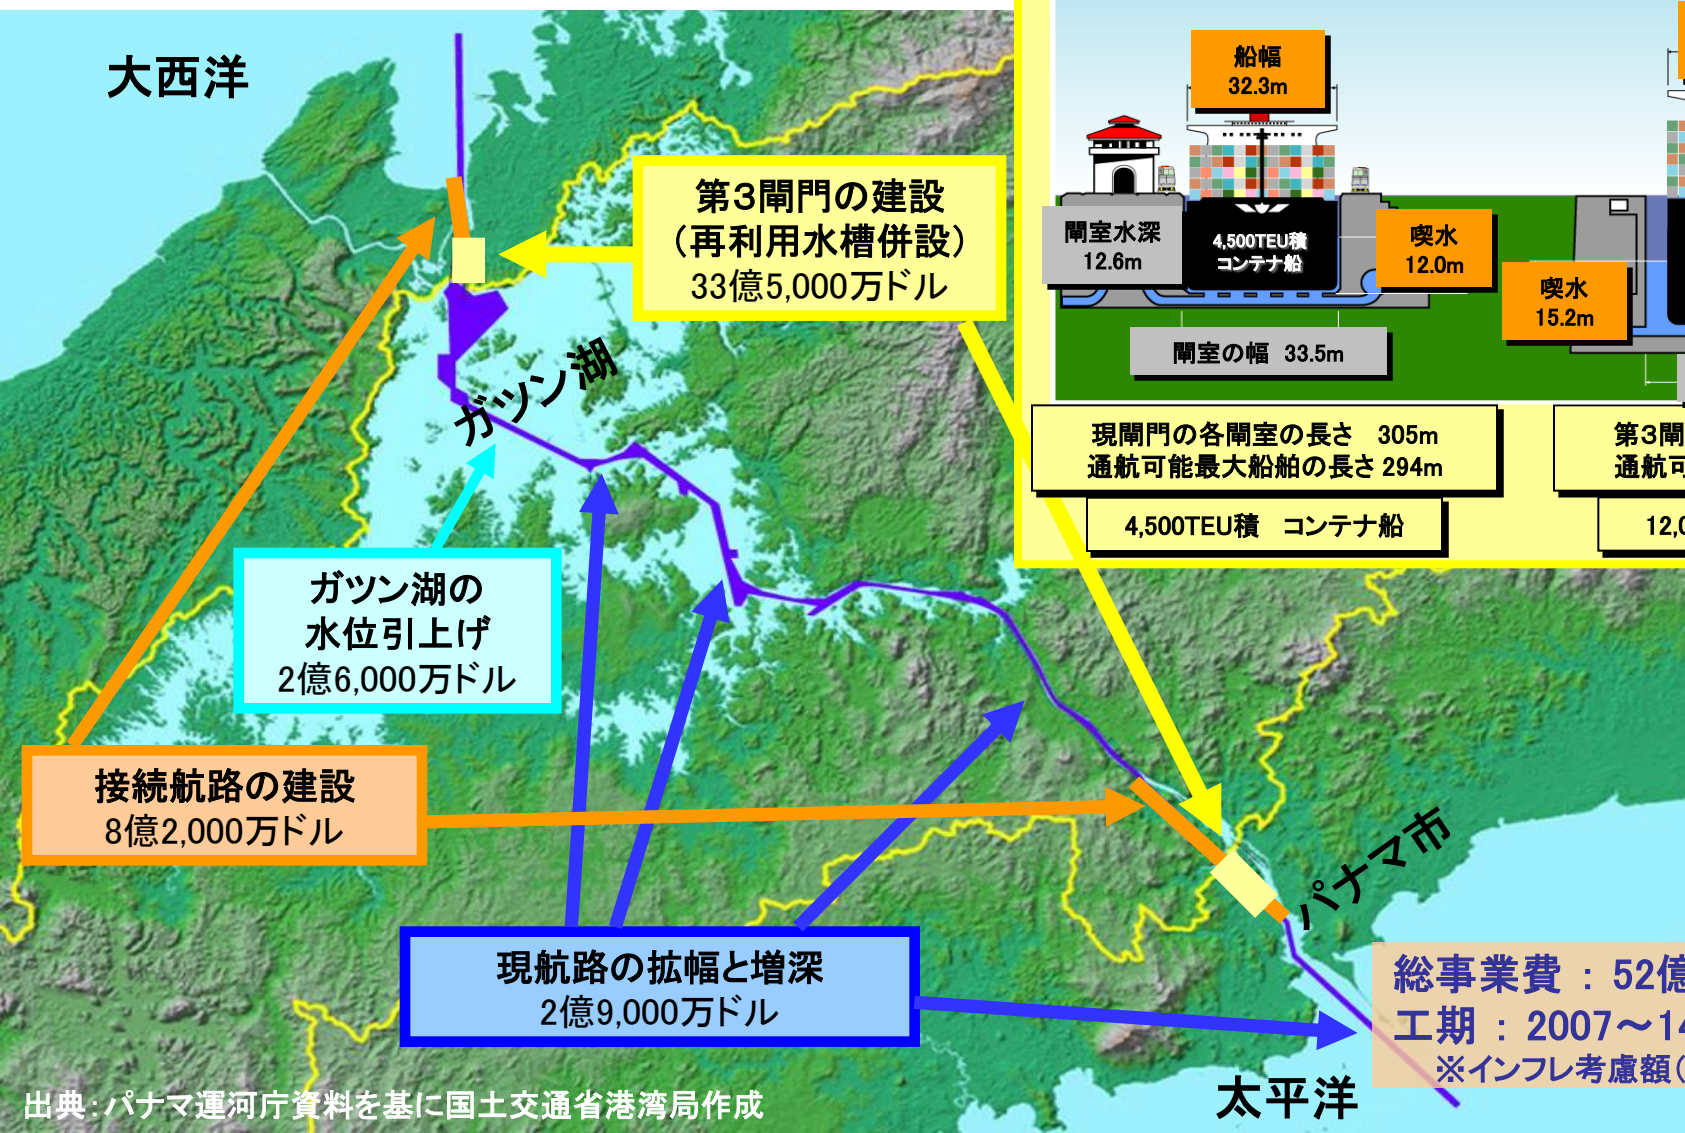 大西洋
船幅
32.3m
第3閘門の建設
（再利用水槽併設）
33億5,000万ドル
閘室水深
12.6m
4,500TEU積
コンテナ船
喫水
12.0m
喫水
15.2m
閘室の幅 33.5m
ガツン湖
現閘門の各閘室の長さ 305m
通航可能最大船舶の長さ 294m
第3閘
通航可
4,500TEU積 コンテナ船
12,0
ガツン湖の
水位引上げ
2億6,000万ドル
接続航路の建設
8億2,000万ドル
パナマ市
現航路の拡幅と増深
2億9,000万ドル
総事業費 : 52億
工期 : 2007～14
※インフレ考慮額（
太平洋
出典：パナマ運河庁資料を基に国土交通省港湾局作成